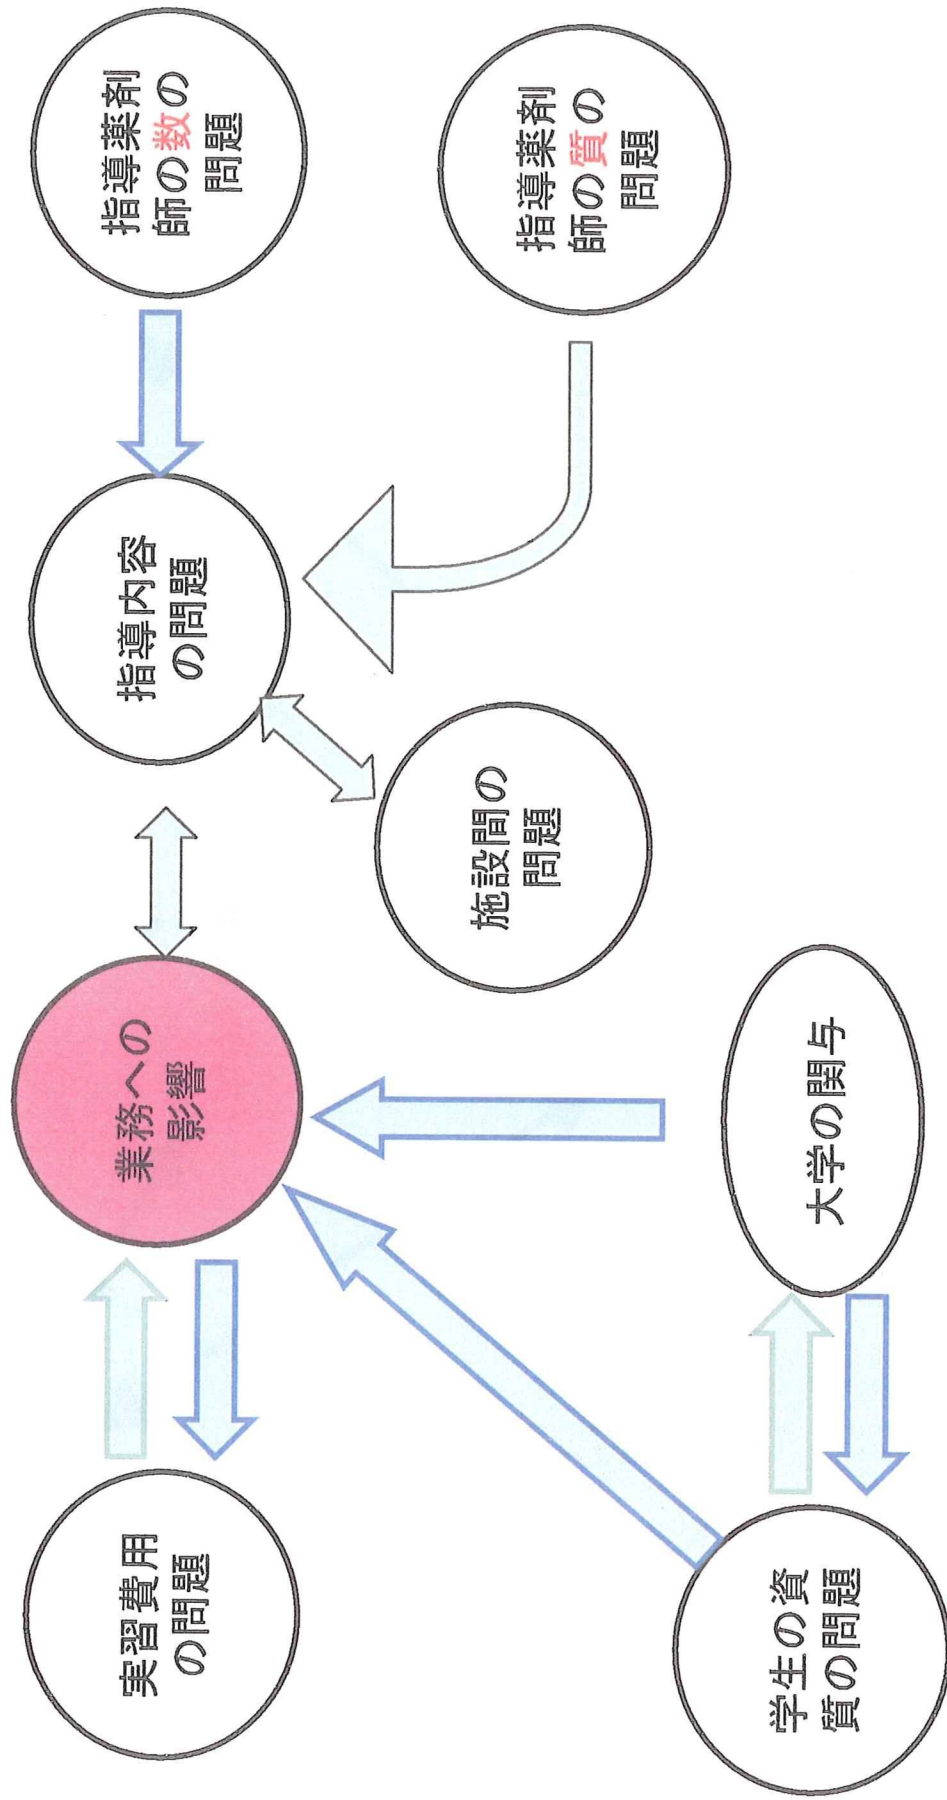 実習費用
の問題
業務への
影響
指導内容
の問題
指導薬剤
師の数の
問題
施設間の
問題
指導薬剤
師の質の
問題
学生の資
質の問題
大学の関与